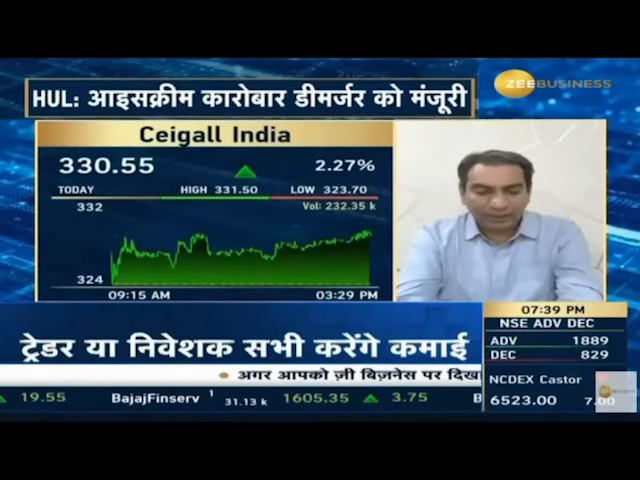 HUL: आइसक्रीम कारोबार डीमर्जर को मंजूरी
ZEE BUSINESS
Ceigall India
330.55 2.27%
TODAY HIGH 331.50 LOW 323.70
332 Vol: 232.35 k
324
09:15 AM 03:29 PM
07:39 PM
NSE ADV DEC
ADV 1889
DEC 829
NCDEX Castor
6523.00 7.00
ट्रेडर या निवेशक सभी करेंगे कमाई
अगर आपको ज़ी बिज़नेस पर दिखा
19.55 BajajFinserv 1 31.13 k 1605.35 3.75 B